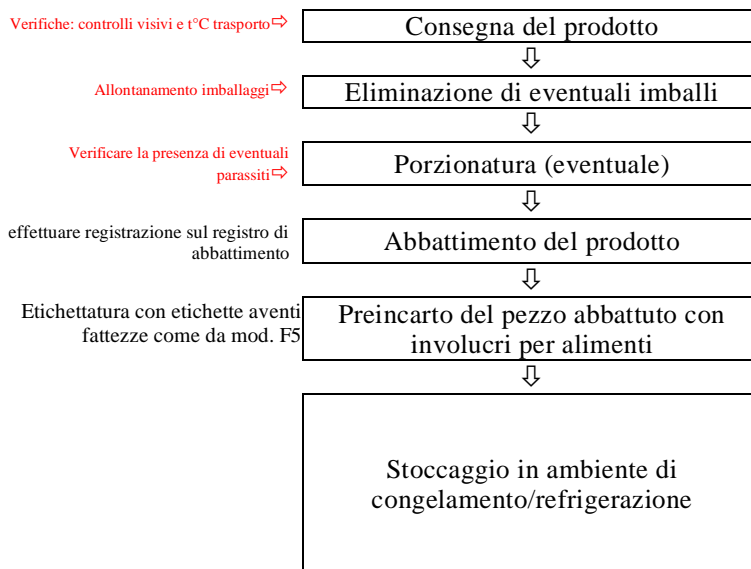 Verifiche: controlli visivi e t°C trasporto⇨
Consegna del prodotto
⇩
Allontanamento imballaggi⇨
Eliminazione di eventuali imballi
⇩
Verificare la presenza di eventuali
parassiti⇨
Porzionatura (eventuale)
⇩
effettuare registrazione sul registro di
abbattimento
Abbattimento del prodotto
⇩
Etichettatura con etichette aventi
fattezze come da mod. F5
Preincarto del pezzo abbattuto con
involucri per alimenti
⇩
Stoccaggio in ambiente di
congelamento/refrigerazione